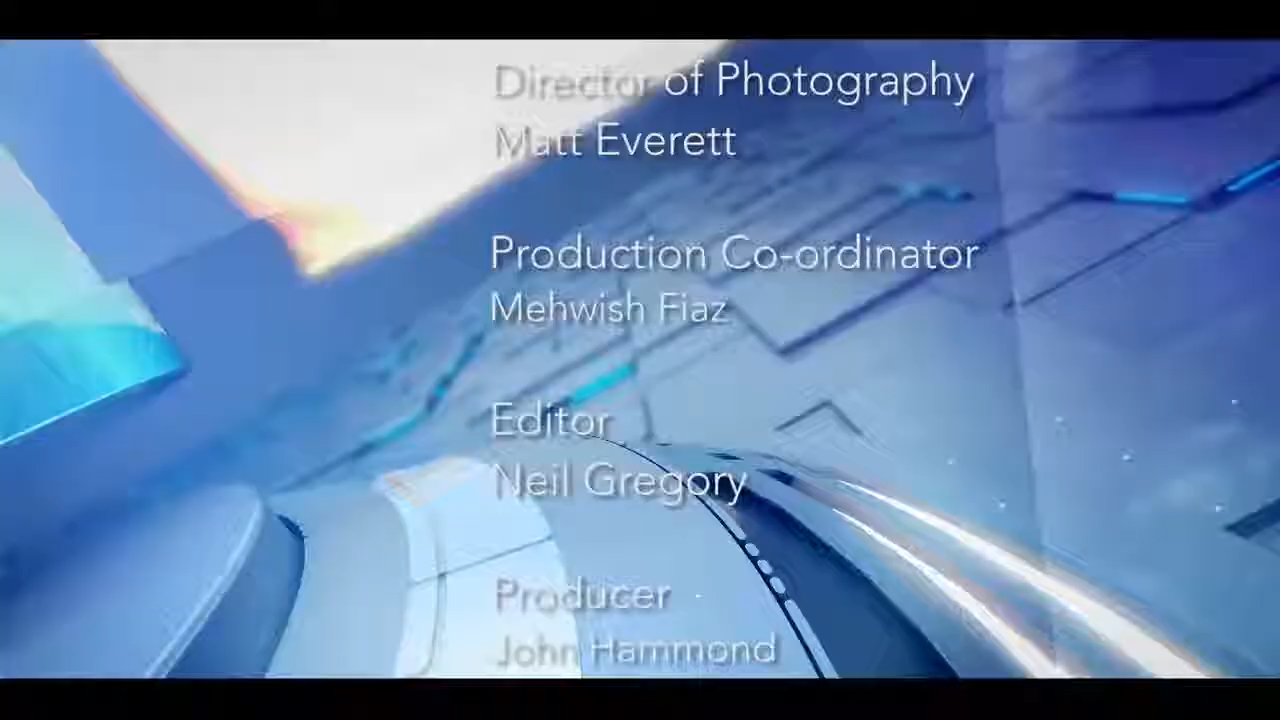 Director of Photography
Matt Everett
Production Co-ordinator
Mehwish Fiaz
Editor
Neil Gregory
Producer
John Hammond